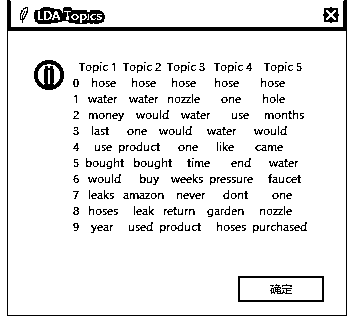 LDA Topics
Topic 1 Topic 2 Topic 3 Topic 4 Topic 5
0 hose hose hose hose hose
1 water water nozzle one hole
2 money would water use months
3 last one would water would
4 use product one like came
5 bought bought time end water
6 would buy weeks pressure faucet
7 leaks amazon never dont one
8 hoses leak return garden nozzle
9 year used product hoses purchased
确定